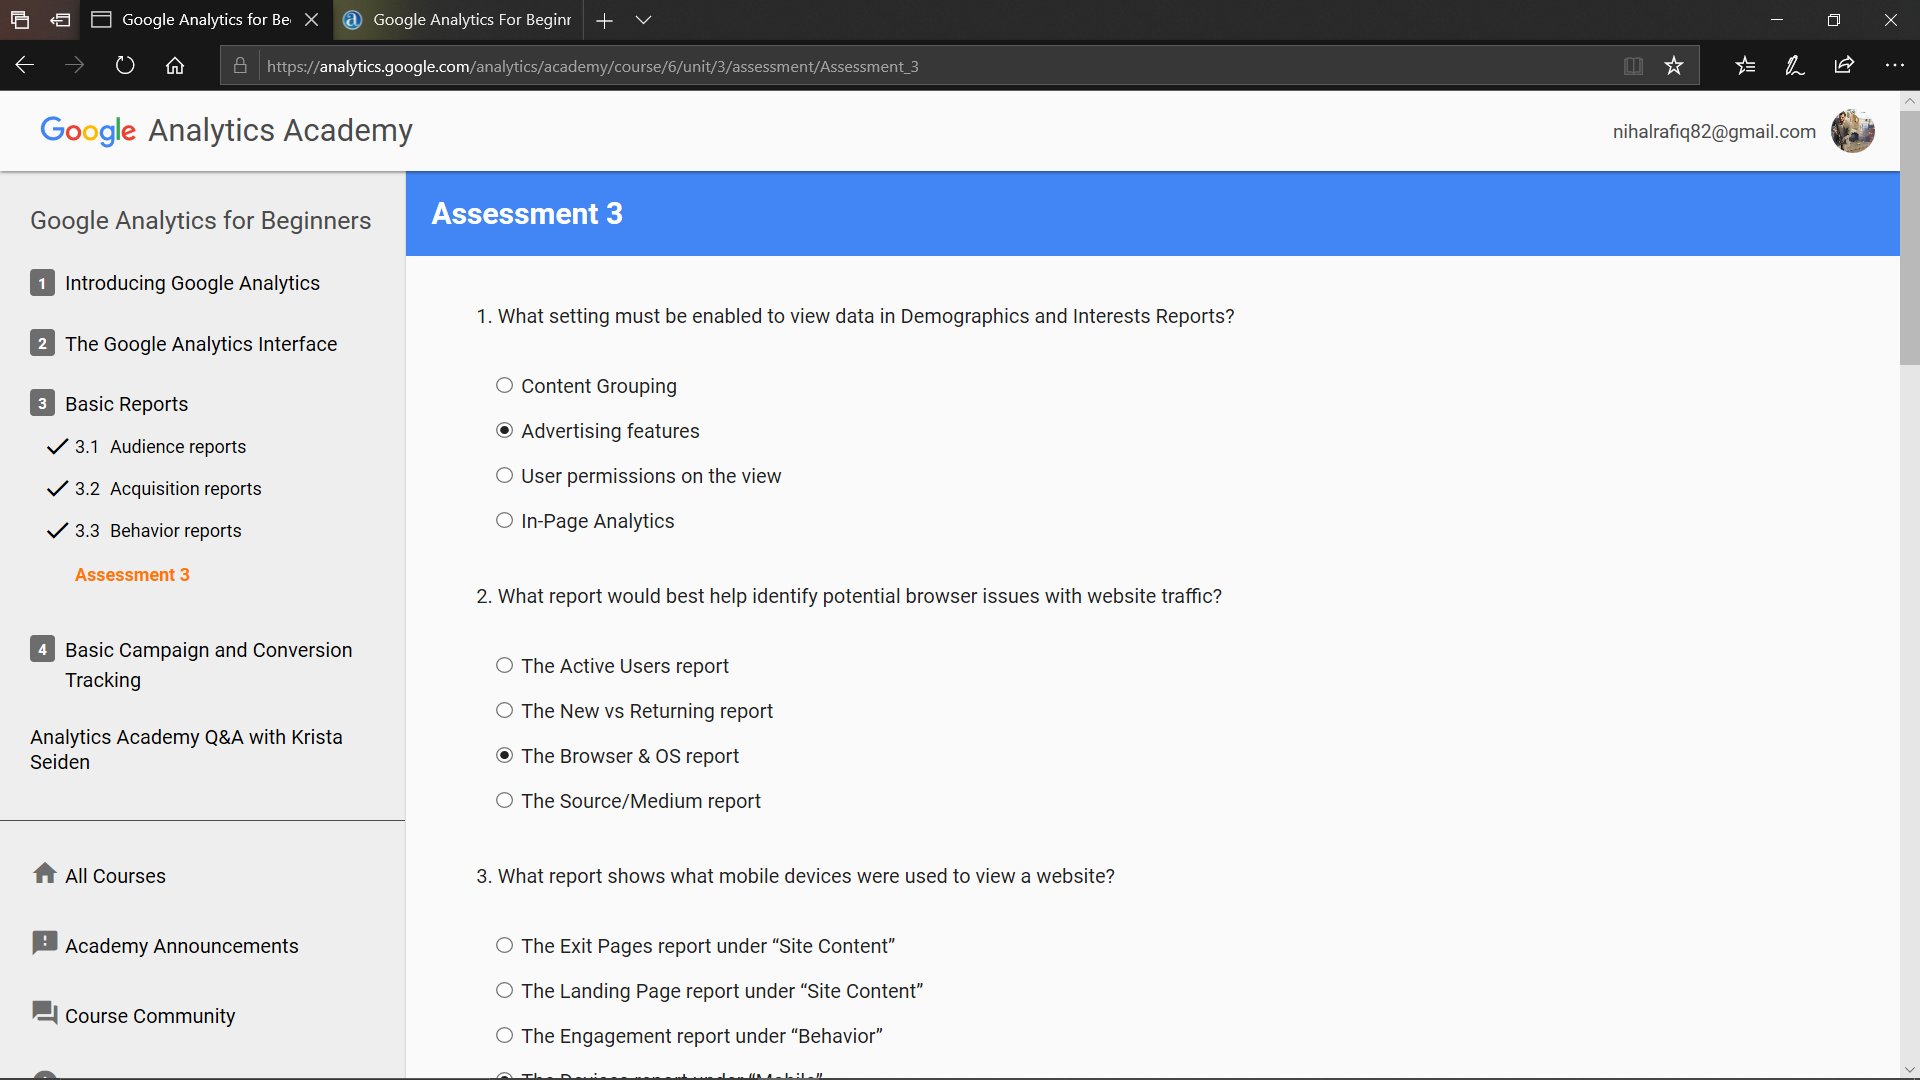 Google Analytics for Be
Google Analytics For Beginn
https://analytics.google.com/analytics/academy/course/6/unit/3/assessment/Assessment_3
Google Analytics Academy
nihalrafiq82@gmail.com
Google Analytics for Beginners
1 Introducing Google Analytics
2 The Google Analytics Interface
3 Basic Reports
3.1 Audience reports
3.2 Acquisition reports
3.3 Behavior reports
Assessment 3
4 Basic Campaign and Conversion
Tracking
Analytics Academy Q&A with Krista
Seiden
All Courses
Academy Announcements
Course Community
Assessment 3
1. What setting must be enabled to view data in Demographics and Interests Reports?
Content Grouping
Advertising features
User permissions on the view
In-Page Analytics
2. What report would best help identify potential browser issues with website traffic?
The Active Users report
The New vs Returning report
The Browser & OS report
The Source/Medium report
3. What report shows what mobile devices were used to view a website?
The Exit Pages report under “Site Content”
The Landing Page report under “Site Content”
The Engagement report under “Behavior”
The Devices report under “Mobile”